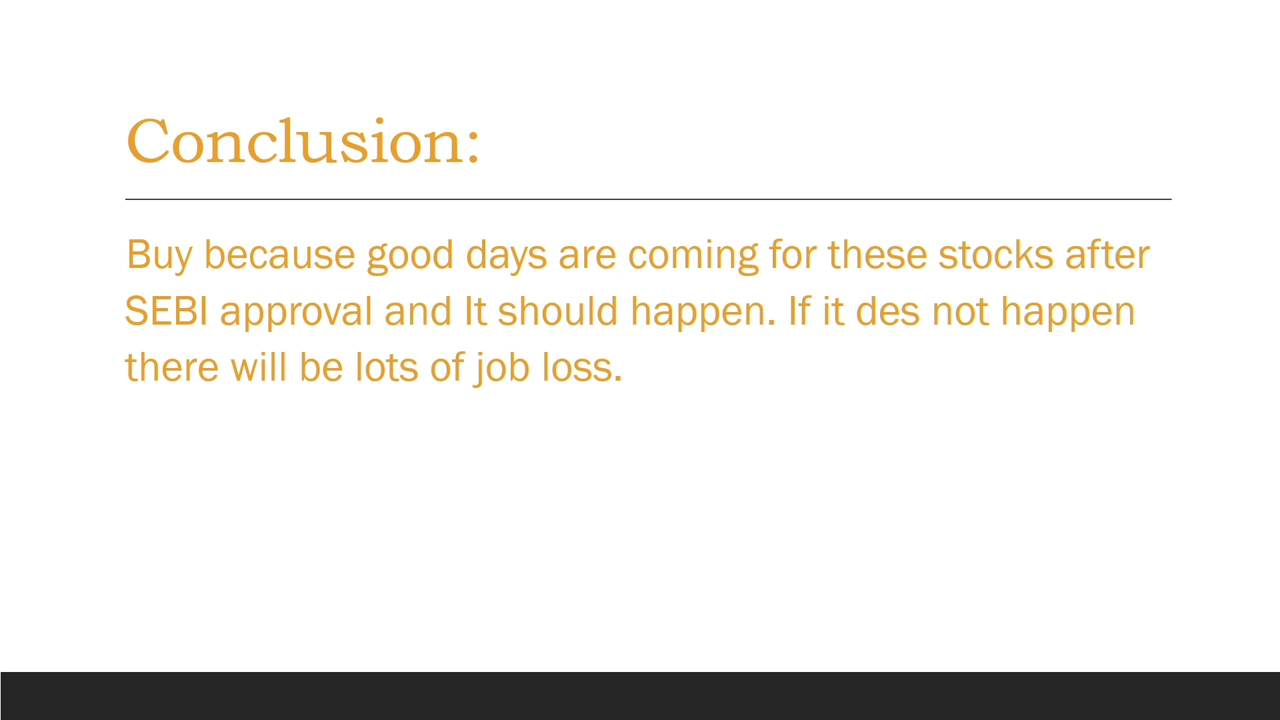 Conclusion:
Buy because good days are coming for these stocks after
SEBI approval and It should happen. If it des not happen
there will be lots of job loss.